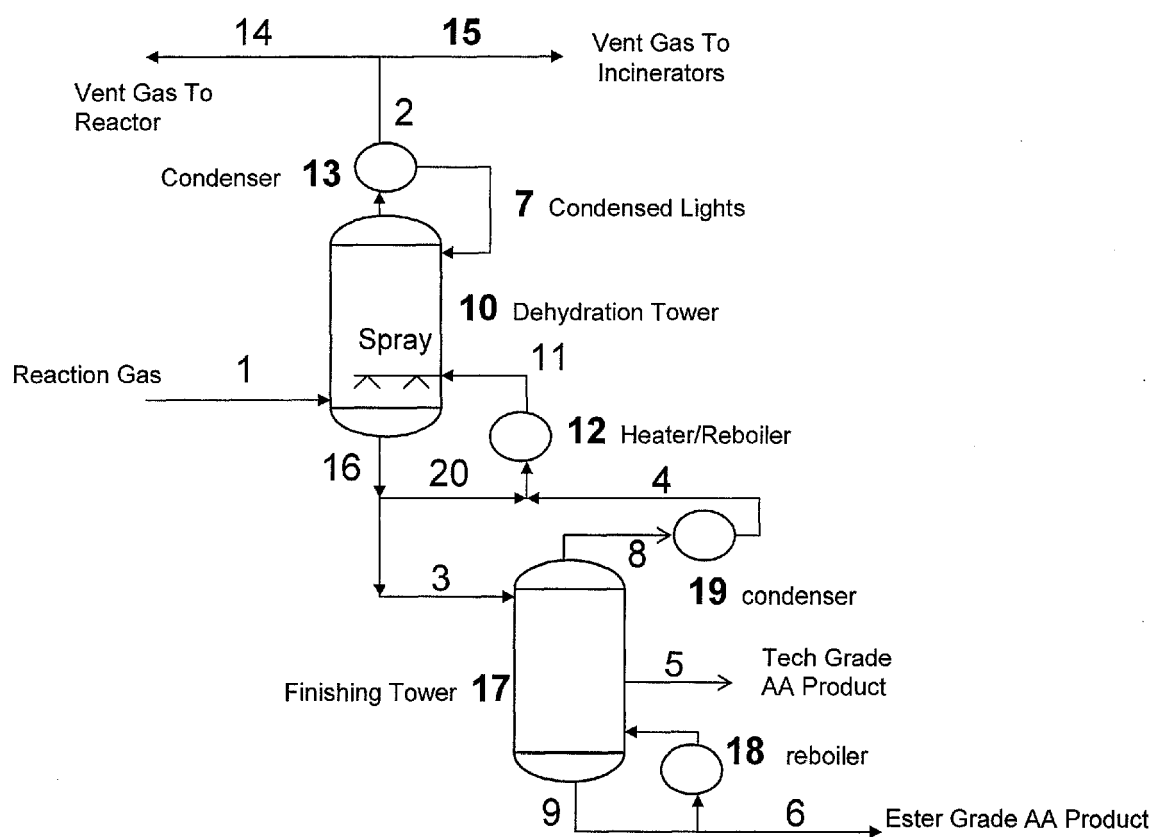 14
15
Vent Gas To
Incinerators
Vent Gas To
Reactor
2
Condenser 13
7 Condensed Lights
10 Dehydration Tower
Spray
11
Reaction Gas
1
12 Heater/Reboiler
16
20
4
8
3
19 condenser
5
Tech Grade
AA Product
Finishing Tower 17
18 reboiler
9
6
Ester Grade AA Product